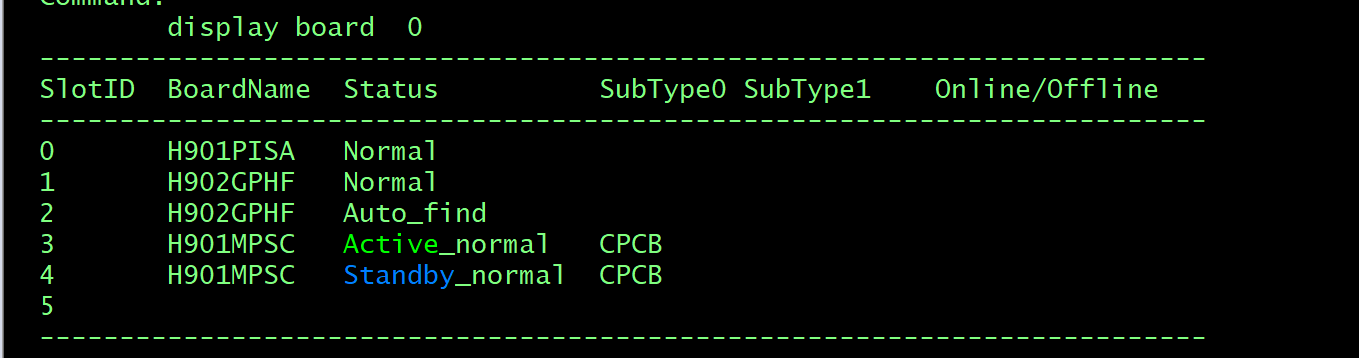 Command:
display board  0
--------------------------------------------------------------------------
SlotID  BoardName  Status          SubType0 SubType1    Online/Offline
--------------------------------------------------------------------------
0       H901PISA   Normal
1       H902GPHF   Normal
2       H902GPHF   Auto_find
3       H901MPSC   Active_normal   CPCB
4       H901MPSC   Standby_normal  CPCB
5
--------------------------------------------------------------------------